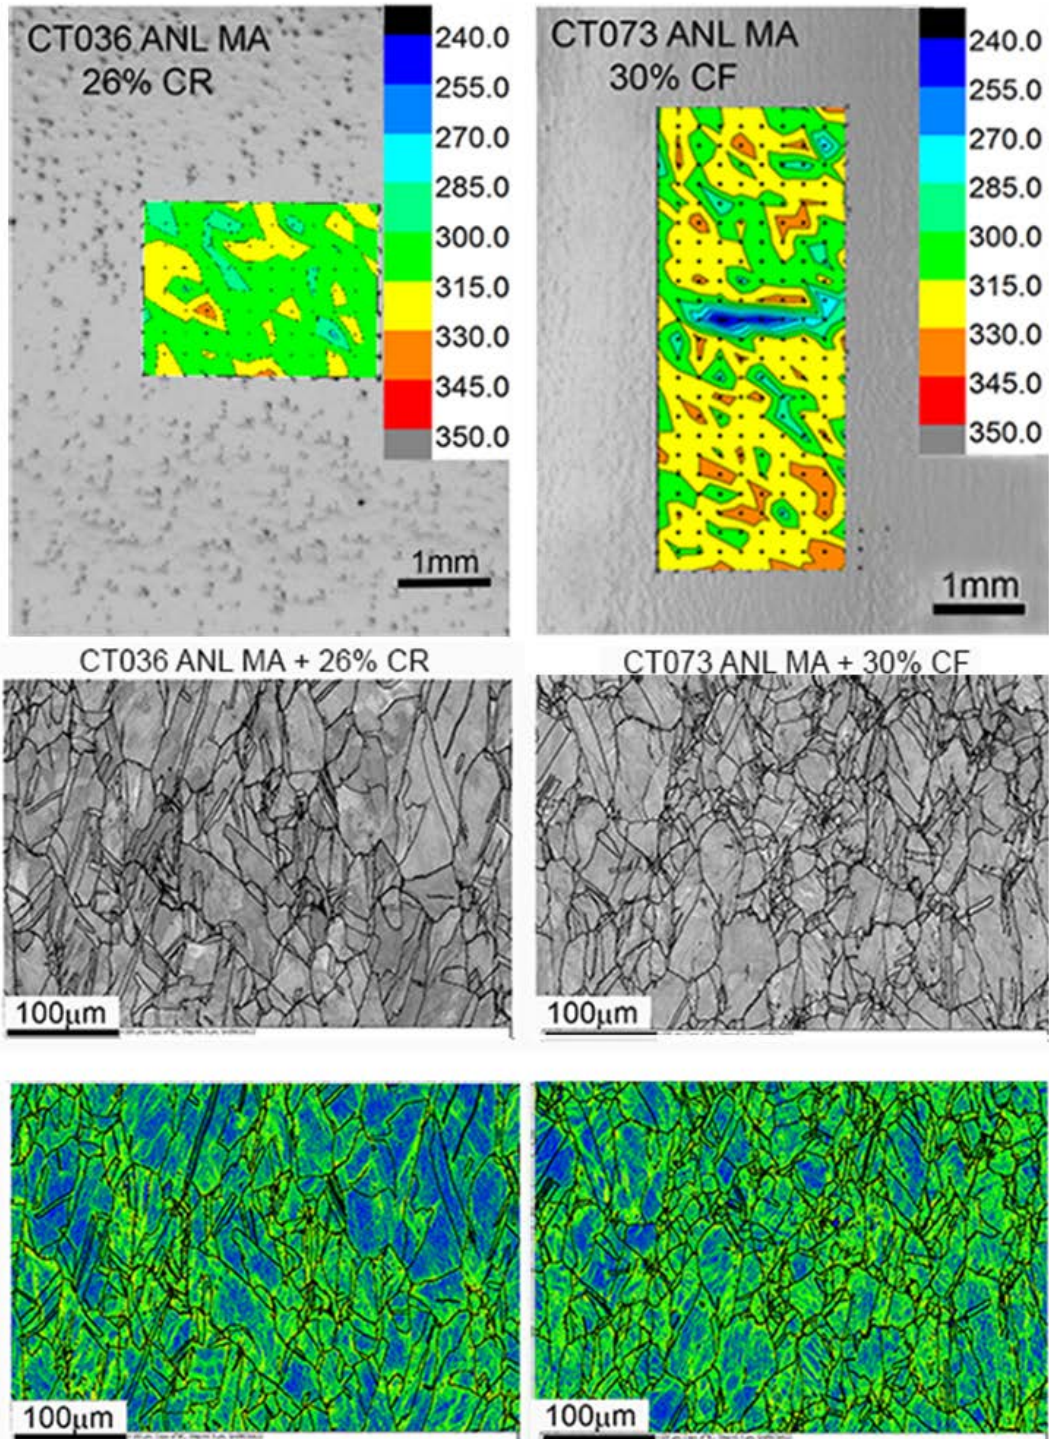 CT036 ANL MA
26% CR
240.0
255.0
270.0
285.0
300.0
315.0
330.0
345.0
350.0
1mm
CT073 ANL MA
30% CF
240.0
255.0
270.0
285.0
300.0
315.0
330.0
345.0
350.0
1mm
CT036 ANL MA + 26% CR
CT073 ANL MA + 30% CF
100μm
100μm
100μm
100μm